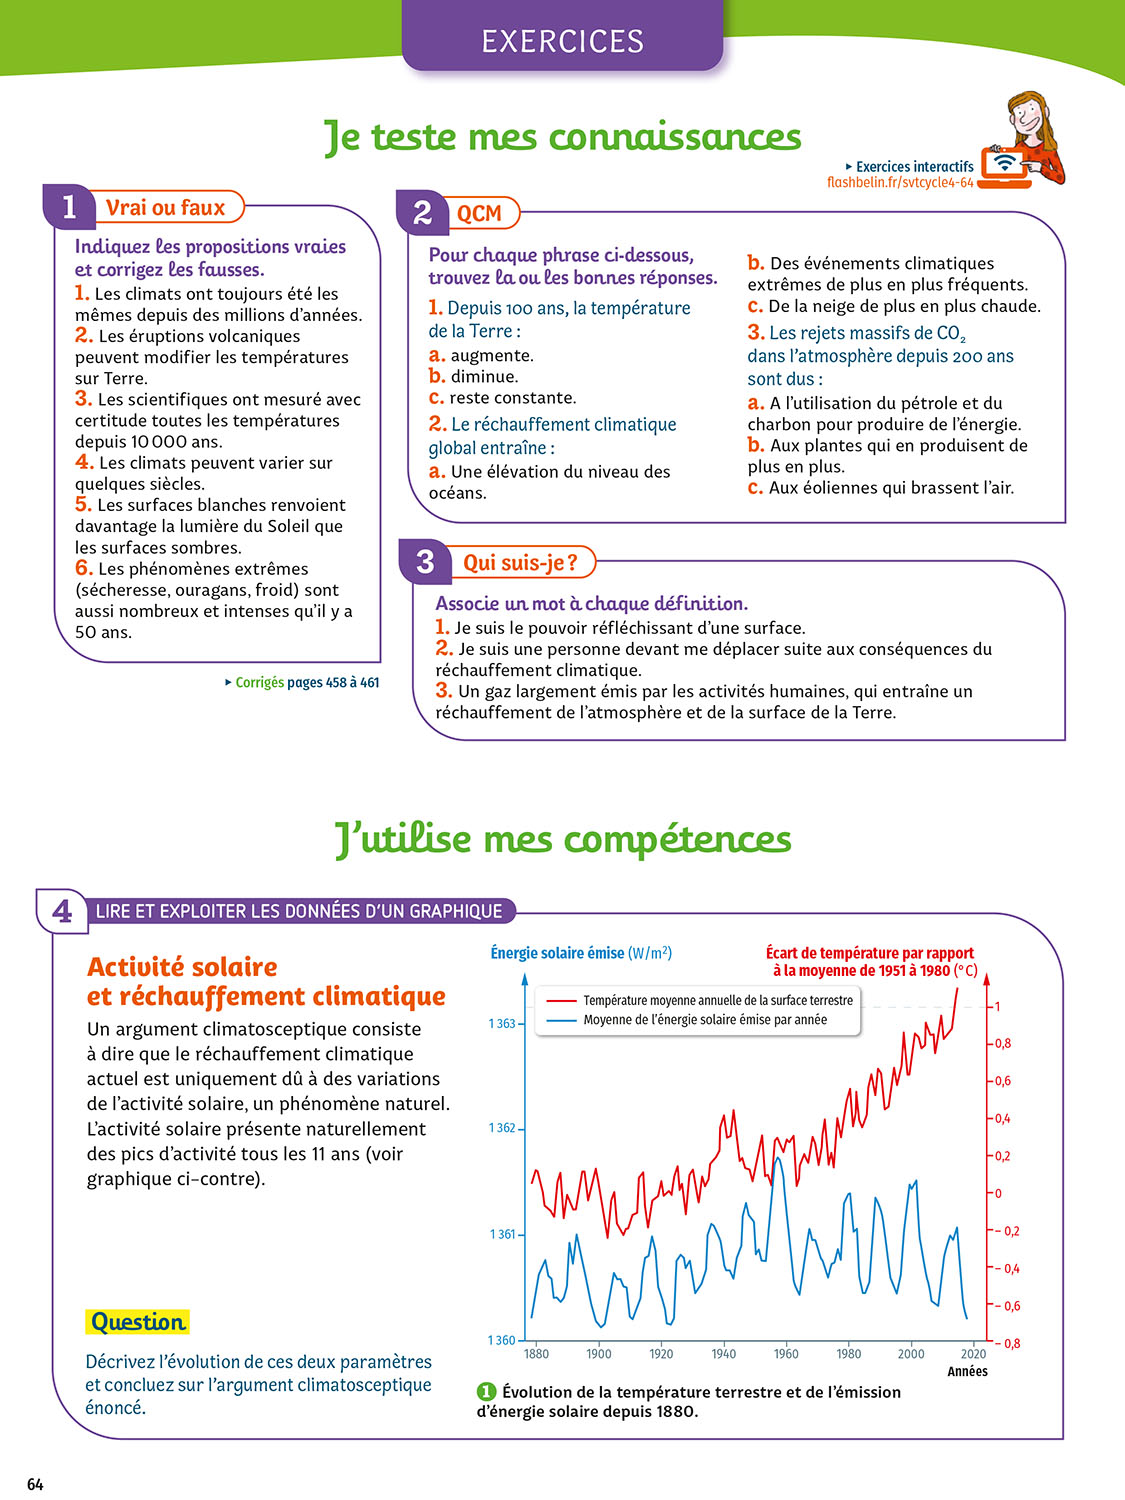 EXERCICES
Je teste mes connaissances
▸ Exercices interactifs
flashbelin.fr/svtcycle4-64
1 Vrai ou faux
Indiquez les propositions vraies
et corrigez les fausses.
1. Les climats ont toujours été les
mêmes depuis des millions d’années.
2. Les éruptions volcaniques
peuvent modifier les températures
sur Terre.
3. Les scientifiques ont mesuré avec
certitude toutes les températures
depuis 10 000 ans.
4. Les climats peuvent varier sur
quelques siècles.
5. Les surfaces blanches renvoient
davantage la lumière du Soleil que
les surfaces sombres.
6. Les phénomènes extrêmes
(sécheresse, ouragans, froid) sont
aussi nombreux et intenses qu’il y a
50 ans.
▸ Corrigés pages 458 à 461
2 QCM
Pour chaque phrase ci-dessous,
trouvez la ou les bonnes réponses.
1. Depuis 100 ans, la température
de la Terre :
a. augmente.
b. diminue.
c. reste constante.
2. Le réchauffement climatique
global entraîne :
a. Une élévation du niveau des
océans.
b. Des événements climatiques
extrêmes de plus en plus fréquents.
c. De la neige de plus en plus chaude.
3. Les rejets massifs de CO₂
dans l’atmosphère depuis 200 ans
sont dus :
a. A l’utilisation du pétrole et du
charbon pour produire de l’énergie.
b. Aux plantes qui en produisent de
plus en plus.
c. Aux éoliennes qui brassent l’air.
3 Qui suis-je ?
Associe un mot à chaque définition.
1. Je suis le pouvoir réfléchissant d’une surface.
2. Je suis une personne devant me déplacer suite aux conséquences du
réchauffement climatique.
3. Un gaz largement émis par les activités humaines, qui entraîne un
réchauffement de l’atmosphère et de la surface de la Terre.
J’utilise mes compétences
4 LIRE ET EXPLOITER LES DONNÉES D’UN GRAPHIQUE
Activité solaire
et réchauffement climatique
Un argument climatosceptique consiste
à dire que le réchauffement climatique
actuel est uniquement dû à des variations
de l’activité solaire, un phénomène naturel.
L’activité solaire présente naturellement
des pics d’activité tous les 11 ans (voir
graphique ci-contre).
Question
Décrivez l’évolution de ces deux paramètres
et concluez sur l’argument climatosceptique
énoncé.
Énergie solaire émise (W/m²)
Écart de température par rapport
à la moyenne de 1951 à 1980 (°C)
Température moyenne annuelle de la surface terrestre
Moyenne de l’énergie solaire émise par année
1 363
1 362
1 361
1 360
1
0,8
0,6
0,4
0,2
0
– 0,2
– 0,4
– 0,6
– 0,8
1880 1900 1920 1940 1960 1980 2000 2020
Années
1 Évolution de la température terrestre et de l’émission
d’énergie solaire depuis 1880.
64